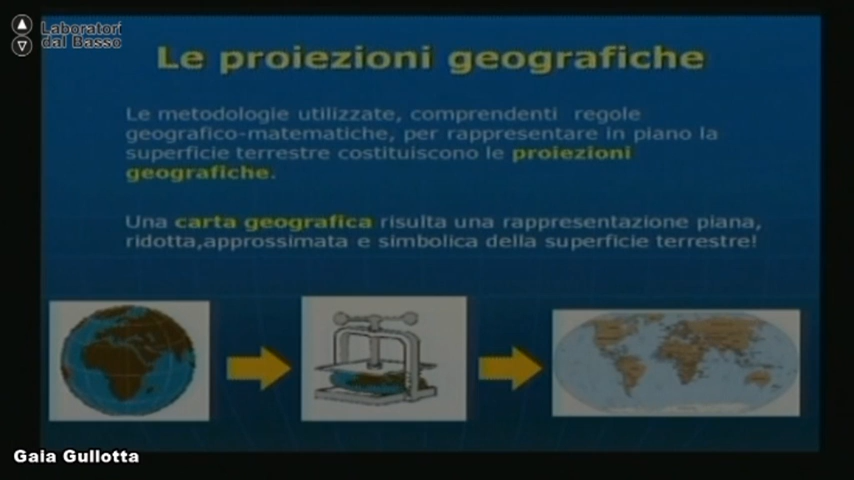 Laboratori
dal Basso
Le proiezioni geografiche
Le metodologie utilizzate, comprendenti regole
geografico-matematiche, per rappresentare in piano la
superficie terrestre costituiscono le proiezioni
geografiche.
Una carta geografica risulta una rappresentazione piana,
ridotta,approssimata e simbolica della superficie terrestre!
Gaia Gullotta